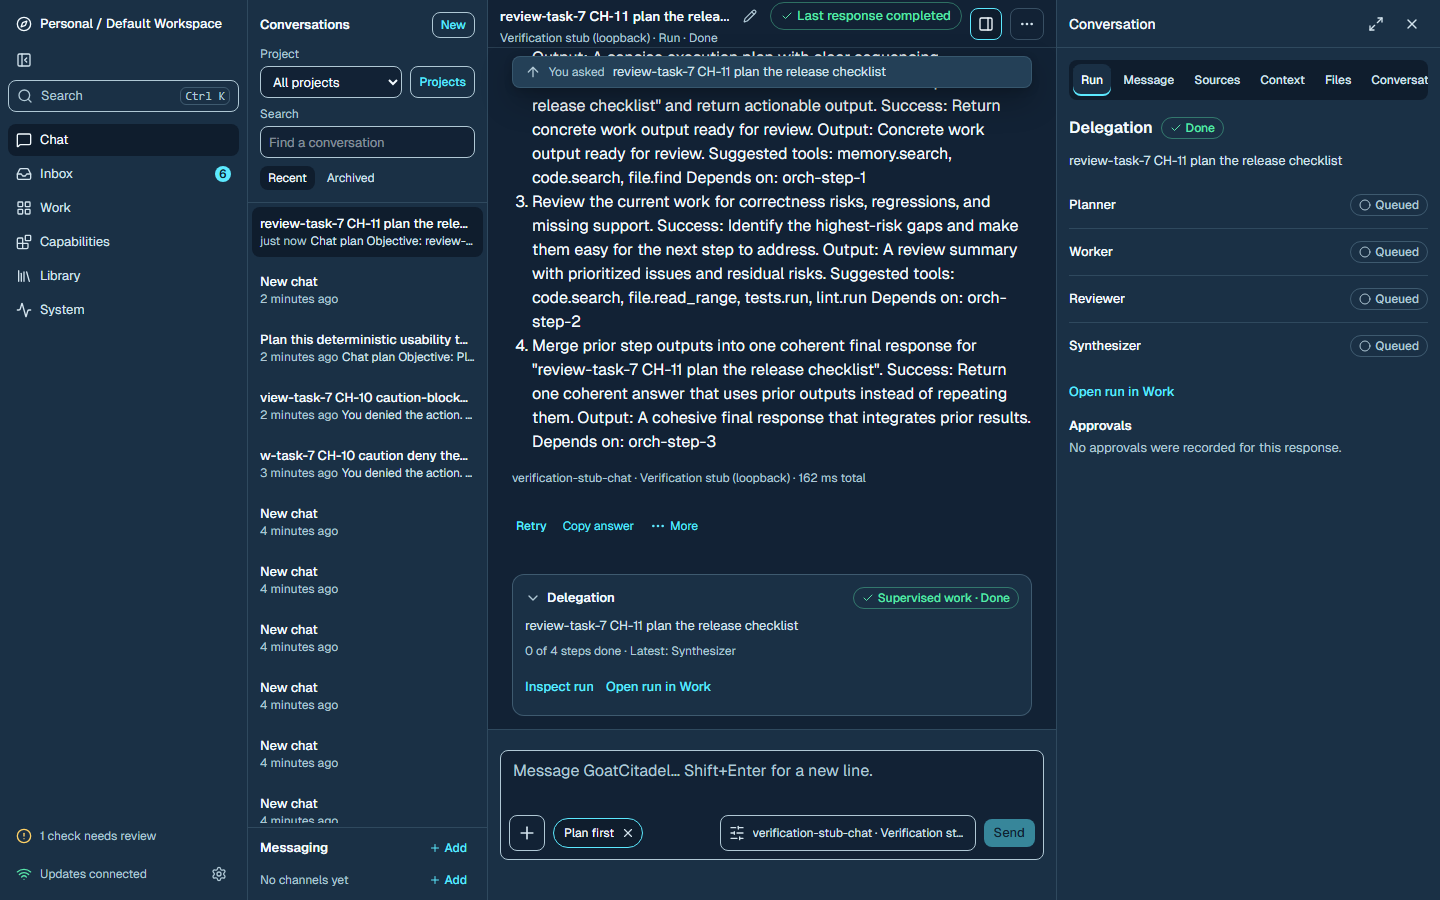 Personal / Default Workspace
Search
Ctrl K
Chat
Inbox
6
Work
Capabilities
Library
System
1 check needs review
Updates connected
Conversations
New
Project
All projects
Projects
Search
Find a conversation
Recent
Archived
review-task-7 CH-11 plan the rele...
just now Chat plan Objective: review-...
New chat
2 minutes ago
Plan this deterministic usability t...
2 minutes ago Chat plan Objective: Pl...
view-task-7 CH-10 caution-block...
2 minutes ago You denied the action. ...
w-task-7 CH-10 caution deny the...
3 minutes ago You denied the action. ...
New chat
4 minutes ago
New chat
4 minutes ago
New chat
4 minutes ago
New chat
4 minutes ago
New chat
4 minutes ago
New chat
4 minutes ago
Messaging
+ Add
No channels yet
+ Add
review-task-7 CH-11 plan the relea...
Last response completed
Verification stub (loopback) · Run · Done
Output: A concise execution plan with clear sequencing
You asked review-task-7 CH-11 plan the release checklist
release checklist" and return actionable output. Success: Return
concrete work output ready for review. Output: Concrete work
output ready for review. Suggested tools: memory.search,
code.search, file.find Depends on: orch-step-1
3. Review the current work for correctness risks, regressions, and
missing support. Success: Identify the highest-risk gaps and make
them easy for the next step to address. Output: A review summary
with prioritized issues and residual risks. Suggested tools:
code.search, file.read_range, tests.run, lint.run Depends on: orch-
step-2
4. Merge prior step outputs into one coherent final response for
"review-task-7 CH-11 plan the release checklist". Success: Return
one coherent answer that uses prior outputs instead of repeating
them. Output: A cohesive final response that integrates prior results.
Depends on: orch-step-3
verification-stub-chat · Verification stub (loopback) · 162 ms total
Retry
Copy answer
··· More
Delegation
Supervised work · Done
review-task-7 CH-11 plan the release checklist
0 of 4 steps done · Latest: Synthesizer
Inspect run
Open run in Work
Message GoatCitadel... Shift+Enter for a new line.
Plan first
verification-stub-chat · Verification st...
Send
Conversation
Run
Message
Sources
Context
Files
Conversat
Delegation
Done
review-task-7 CH-11 plan the release checklist
Planner
Queued
Worker
Queued
Reviewer
Queued
Synthesizer
Queued
Open run in Work
Approvals
No approvals were recorded for this response.